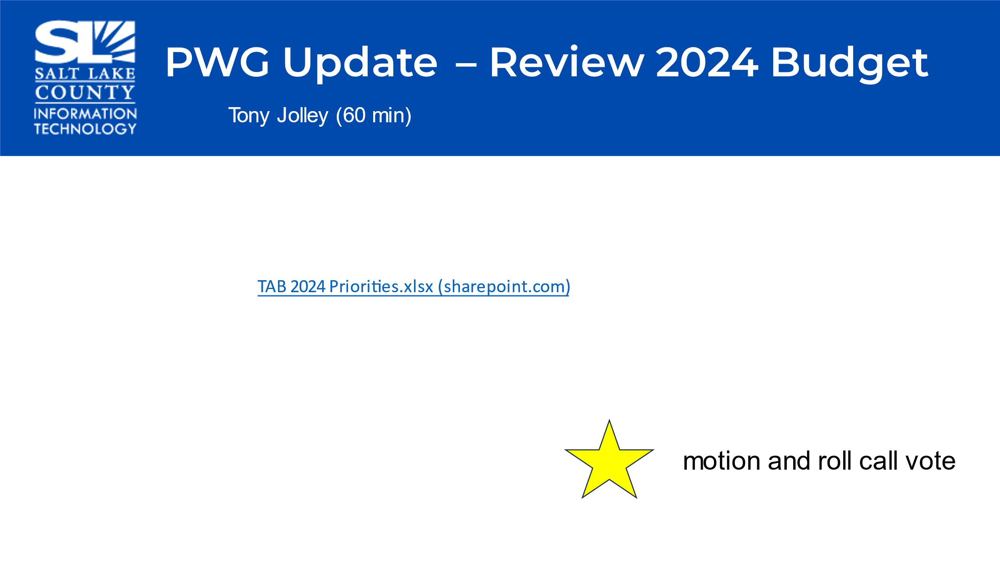 SL
SALT LAKE
COUNTY
INFORMATION
TECHNOLOGY
PWG Update – Review 2024 Budget
Tony Jolley (60 min)
TAB 2024 Priorities.xlsx (sharepoint.com)
motion and roll call vote